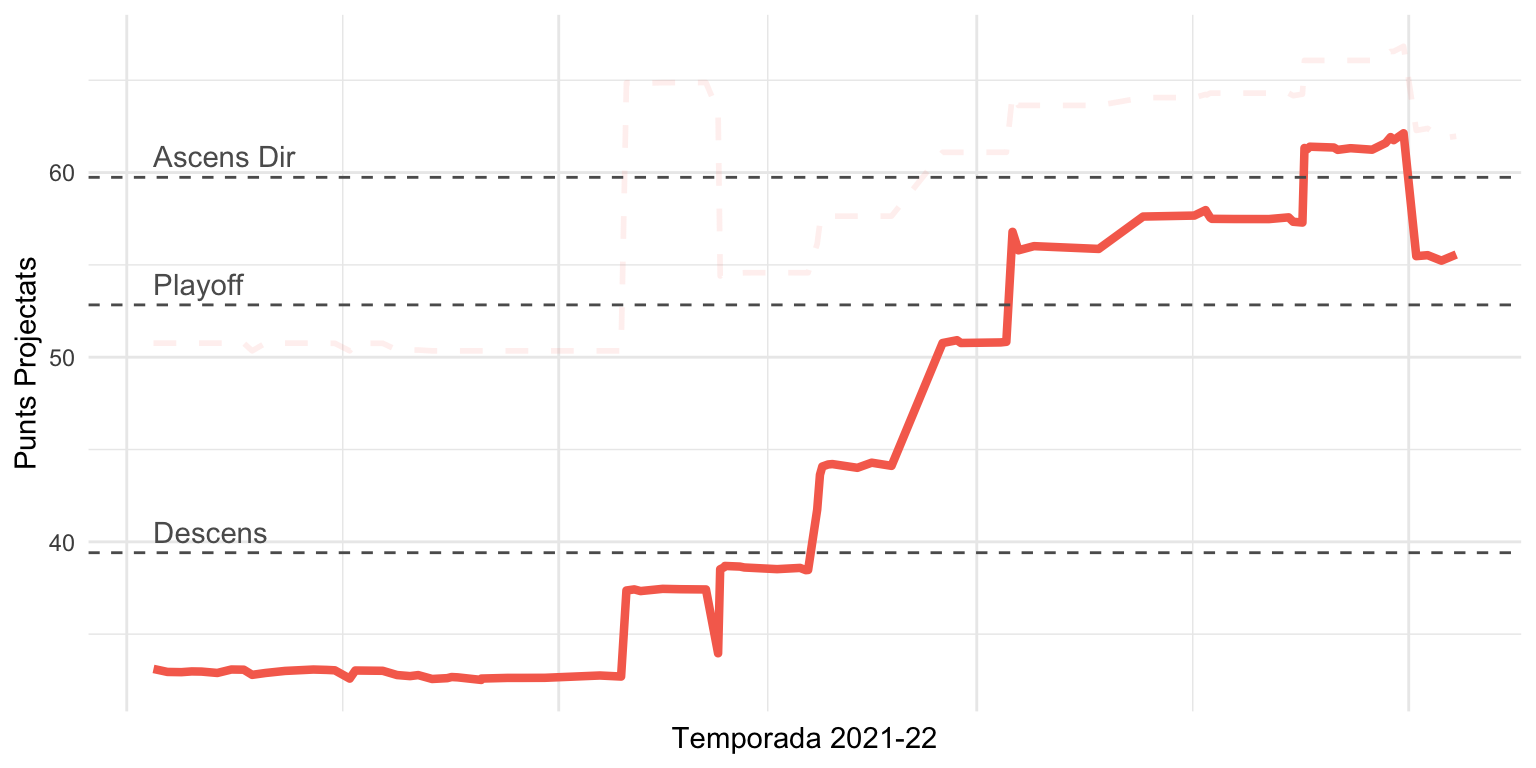 Ascens Dir
60
Playoff
50
Descens
40
Punts Projectats
Temporada 2021-22